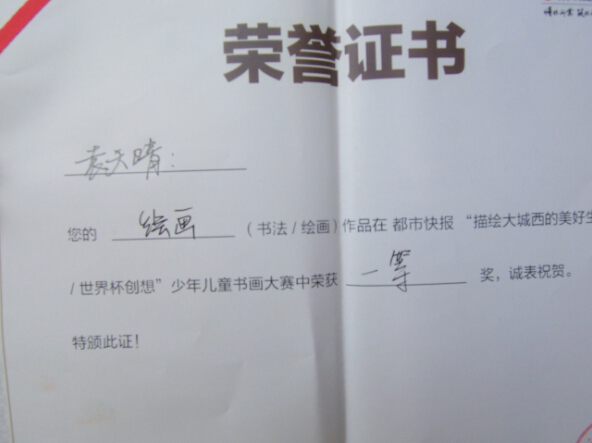 荣誉证书
袁天晴：
您的 绘画 （书法/绘画）作品在 都市快报 “描绘大城西的美好生
/世界杯创想”少年儿童书画大赛中荣获 一等 奖，诚表祝贺。
特颁此证！